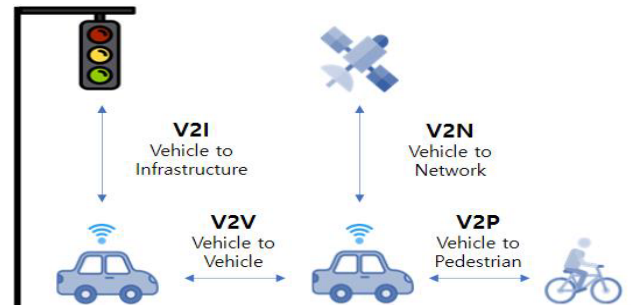 V2I
Vehicle to
Infrastructure
V2N
Vehicle to
Network
V2V
Vehicle to
Vehicle
V2P
Vehicle to
Pedestrian